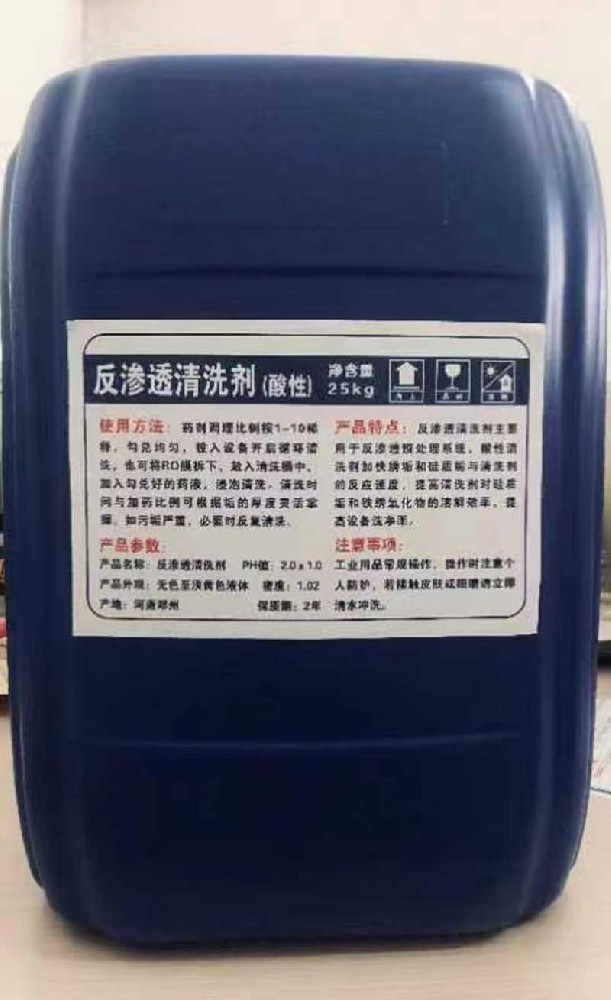 反渗透清洗剂(酸性)
净含量
25kg
使用方法： 药剂调理比例按1-10稀
释，勾兑均匀，按入设备开启循环清
洗，也可将RO膜拆下，放入清洗桶中，
加入勾兑好的药液，浸泡清洗。清洗时
间与加药比例可根据垢的厚度灵活掌
握，如污垢严重，必要时反复清洗。
产品参数：
产品名称：反渗透清洗剂 PH值：2.0±1.0
产品外观：无色至淡黄色液体 密度：1.02
产地：河南郑州 保质期：2年
产品特点： 反渗透清洗剂主要
用于反渗透预处理系统，酸性清
洗剂加快碳垢和硅底垢与清洗剂
的反应速度，提高清洗剂对硅质
垢和铁锈氧化物的溶解效率，提
高设备洗净率。
注意事项：
工业用品常规操作，操作时注意个
人防护，若接触皮肤或眼睛请立即
清水冲洗。